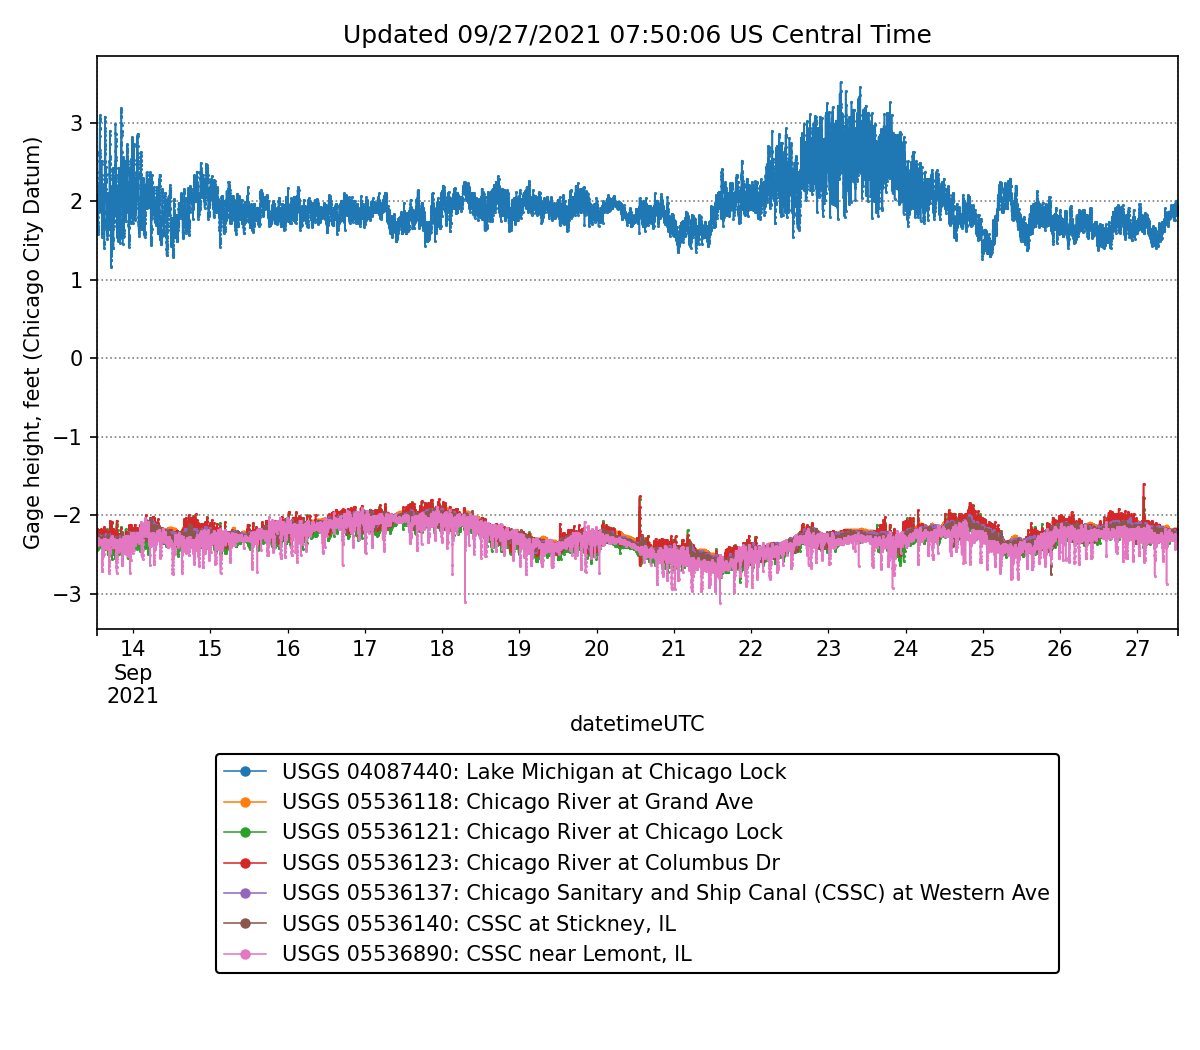 Updated 09/27/2021 07:50:06 US Central Time
Gage height, feet (Chicago City Datum)
3
2
1
0
−1
−2
−3
14 15 16 17 18 19 20 21 22 23 24 25 26 27
Sep
2021
datetimeUTC
USGS 04087440: Lake Michigan at Chicago Lock
USGS 05536118: Chicago River at Grand Ave
USGS 05536121: Chicago River at Chicago Lock
USGS 05536123: Chicago River at Columbus Dr
USGS 05536137: Chicago Sanitary and Ship Canal (CSSC) at Western Ave
USGS 05536140: CSSC at Stickney, IL
USGS 05536890: CSSC near Lemont, IL